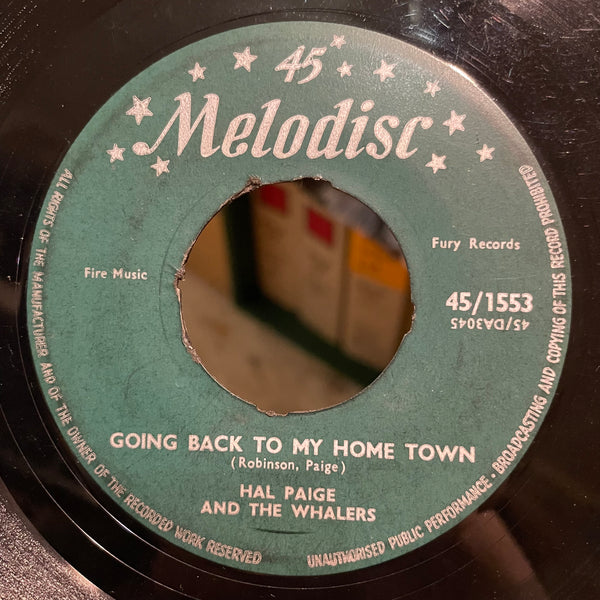 45
Melodisc
Fire Music
Fury Records
45/1553
45/DA3045
GOING BACK TO MY HOME TOWN
(Robinson, Paige)
HAL PAIGE
AND THE WHALERS
ALL RIGHTS OF THE MANUFACTURER AND OF THE OWNER OF THE RECORDED WORK RESERVED
UNAUTHORISED PUBLIC PERFORMANCE · BROADCASTING AND COPYING OF THIS RECORD PROHIBITED